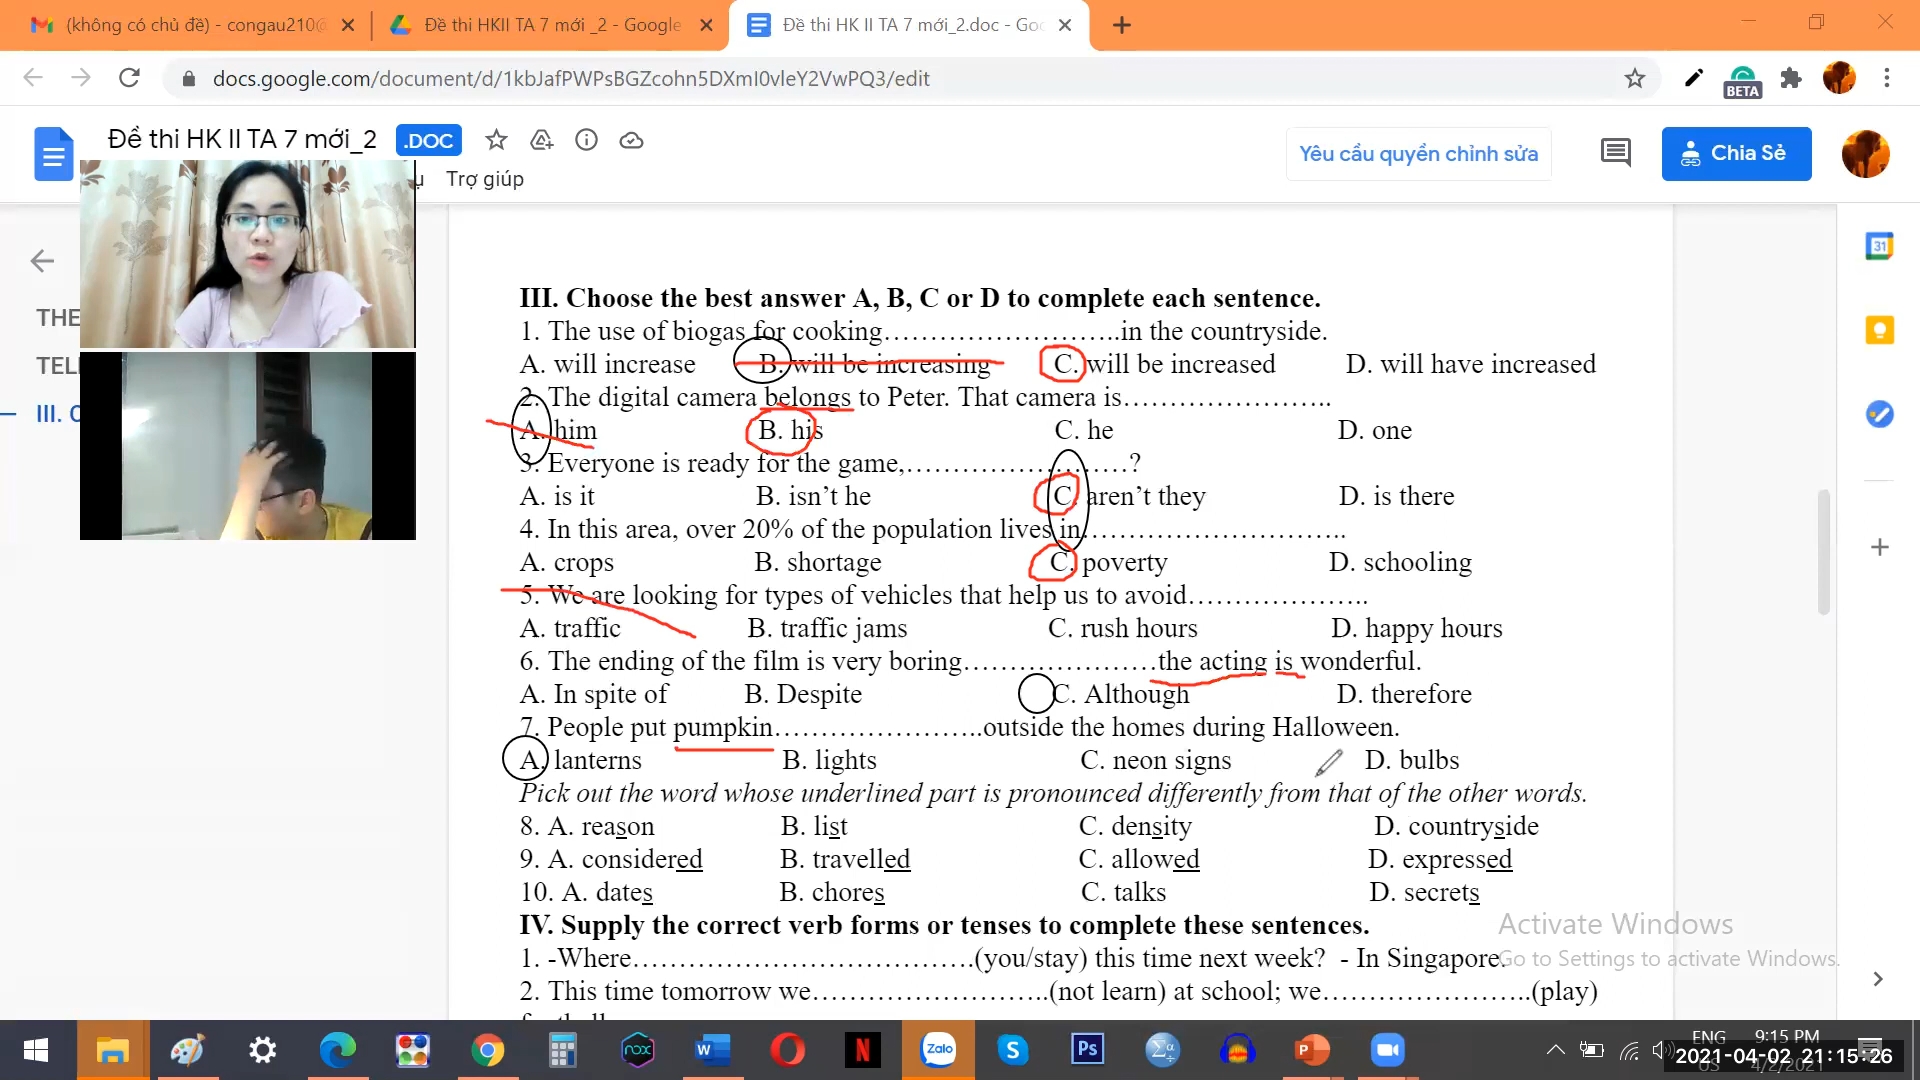 (không có chủ đề) - congau210@
Đề thi HKII TA 7 mới _2 - Google
Đề thi HK II TA 7 mới_2.doc - Goo
docs.google.com/document/d/1kbJafPWPsBGZcohn5DXmI0vleY2VwPQ3/edit
BETA
Đề thi HK II TA 7 mới_2 .DOC
Trợ giúp
Yêu cầu quyền chỉnh sửa
Chia Sẻ
THE
TEL
III. C
31
III. Choose the best answer A, B, C or D to complete each sentence.
1. The use of biogas for cooking…………………….in the countryside.
A. will increase B. will be increasing C. will be increased D. will have increased
2. The digital camera belongs to Peter. That camera is…………………..
A. him B. his C. he D. one
3. Everyone is ready for the game,……………………?
A. is it B. isn’t he C. aren’t they D. is there
4. In this area, over 20% of the population lives in………………………..
A. crops B. shortage C. poverty D. schooling
5. We are looking for types of vehicles that help us to avoid………………..
A. traffic B. traffic jams C. rush hours D. happy hours
6. The ending of the film is very boring…………………the acting is wonderful.
A. In spite of B. Despite C. Although D. therefore
7. People put pumpkin…………………..outside the homes during Halloween.
A. lanterns B. lights C. neon signs D. bulbs
Pick out the word whose underlined part is pronounced differently from that of the other words.
8. A. reason B. list C. density D. countryside
9. A. considered B. travelled C. allowed D. expressed
10. A. dates B. chores C. talks D. secrets
IV. Supply the correct verb forms or tenses to complete these sentences.
1. -Where……………………………….(you/stay) this time next week? - In Singapore.
2. This time tomorrow we……………………..(not learn) at school; we…………………..(play)
Activate Windows
Go to Settings to activate Windows.
nox
W
N
Zalo
S
Ps
Σα
P
ENG
9:15 PM
2021-04-02 21:15:26